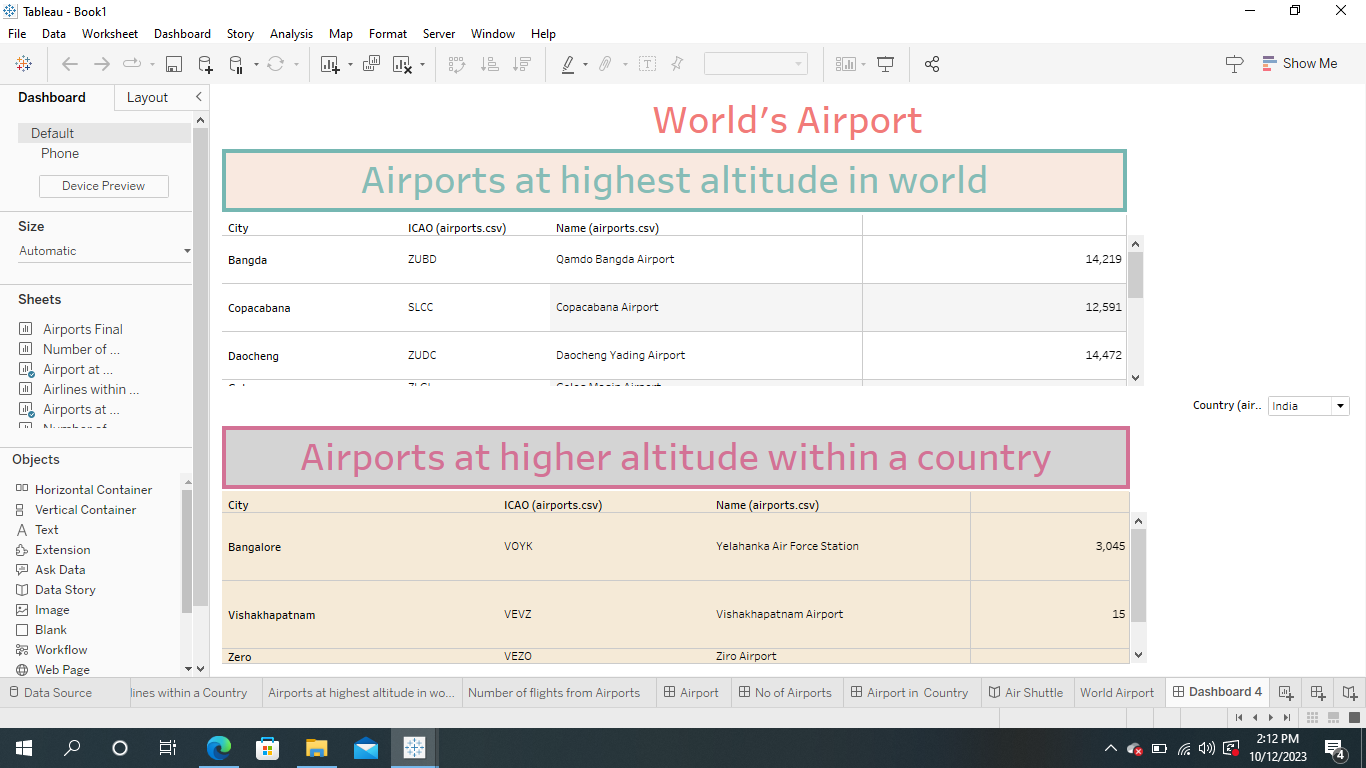 Tableau - Book1
File Data Worksheet Dashboard Story Analysis Map Format Server Window Help
Show Me
Dashboard Layout
Default
Phone
Device Preview
Size
Automatic
Sheets
Airports Final
Number of ...
Airport at ...
Airlines within ...
Airports at ...
Number of
Objects
Horizontal Container
Vertical Container
Text
Extension
Ask Data
Data Story
Image
Blank
Workflow
Web Page
World's Airport
Airports at highest altitude in world
City ICAO (airports.csv) Name (airports.csv)
Bangda ZUBD Qamdo Bangda Airport 14,219
Copacabana SLCC Copacabana Airport 12,591
Daocheng ZUDC Daocheng Yading Airport 14,472
Country (air.. India
Airports at higher altitude within a country
City ICAO (airports.csv) Name (airports.csv)
Bangalore VOYK Yelahanka Air Force Station 3,045
Vishakhapatnam VEVZ Vishakhapatnam Airport 15
Zero VEZO Ziro Airport
Data Source lines within a Country Airports at highest altitude in wo... Number of flights from Airports Airport No of Airports Airport in Country Air Shuttle World Airport Dashboard 4
2:12 PM
10/12/2023
4